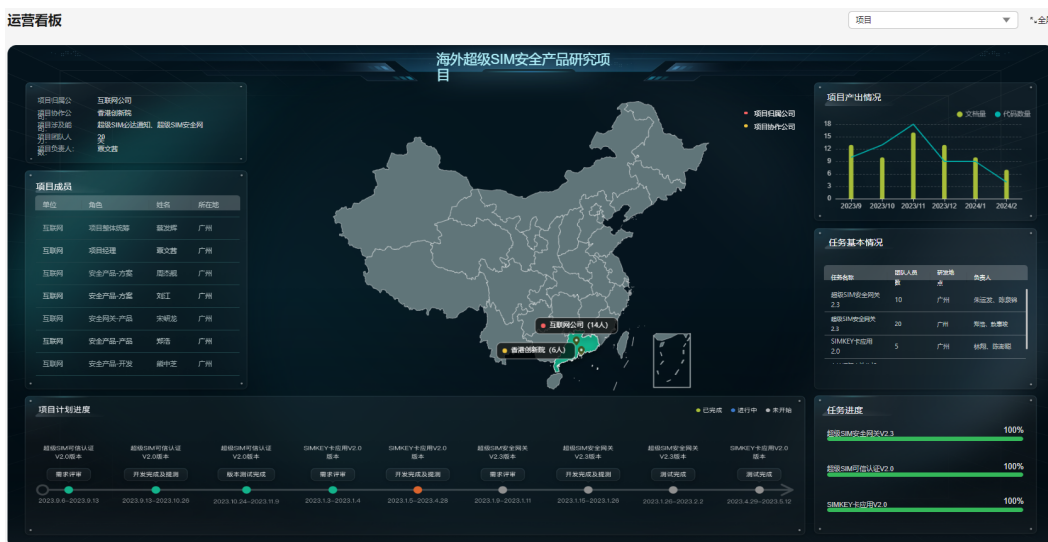 运营看板
项目
全
海外超级SIM安全产品研究项
目
项目归属公
互联网公司
项目协作公
香港创新院
项目涉及能
超级SIM必达通知、超级SIM安全网
项目团队人
20
项目负责人:
蔡文茜
数:
项目成员
单位 角色 姓名 所在地
互联网 项目整体统筹 广州
互联网 项目经理 蔡文茜 广州
互联网 安全产品-方案 广州
互联网 安全产品-方案 刘江 广州
互联网 安全网关-产品 广州
互联网 安全产品-产品 郑浩 广州
互联网 安全产品-开发 广州
项目归属公司
项目协作公司
互联网公司 (14人)
香港创新院 (6人)
项目产出情况
文档量 代码数量
18
15
12
9
6
3
0
2023/9 2023/10 2023/11 2023/12 2024/1 2024/2
任务基本情况
任务名称 团队人员数 研发地点 负责人
超级SIM安全网关
2.3
10 广州 朱运发、
超级SIM安全网关
2.3
20 广州 郑浩、
SIMKEY卡应用
2.0
5 广州 林翔、
项目计划进度
已完成 进行中 未开始
超级SIM可信认证
V2.0版本
需求评审
2023.9.6-2023.9.13
超级SIM可信认证
V2.0版本
开发完成及提测
2023.9.13-2023.10.26
超级SIM可信认证
V2.0版本
版本测试完成
2023.10.24-2023.11.9
SIMKEY卡应用V2.0
版本
需求评审
2023.1.3-2023.1.4
SIMKEY卡应用V2.0
版本
开发完成及提测
2023.1.5-2023.4.28
超级SIM安全网关
V2.3版本
需求评审
2023.1.9-2023.1.11
超级SIM安全网关
V2.3版本
开发完成及提测
2023.1.15-2023.1.26
超级SIM安全网关
V2.3版本
测试完成
2023.1.26-2023.2.2
SIMKEY卡应用V2.0
版本
测试完成
2023.4.29-2023.5.12
任务进度
超级SIM安全网关V2.3 100%
超级SIM可信认证V2.0 100%
SIMKEY卡应用V2.0 100%